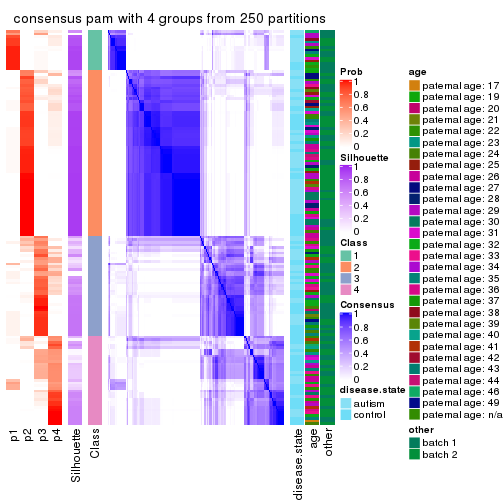 consensus pam with 4 groups from 250 partitions
Prob
1
0.8
0.6
0.4
0.2
0
Silhouette
1
0.8
0.6
0.4
0.2
0
Class
1
2
3
4
Consensus
1
0.8
0.6
0.4
0.2
0
disease.state
autism
control
age
paternal age: 17
paternal age: 19
paternal age: 20
paternal age: 21
paternal age: 22
paternal age: 23
paternal age: 24
paternal age: 25
paternal age: 26
paternal age: 27
paternal age: 28
paternal age: 29
paternal age: 30
paternal age: 31
paternal age: 32
paternal age: 33
paternal age: 34
paternal age: 35
paternal age: 36
paternal age: 37
paternal age: 38
paternal age: 39
paternal age: 40
paternal age: 41
paternal age: 42
paternal age: 43
paternal age: 44
paternal age: 46
paternal age: 49
paternal age: n/a
other
batch 1
batch 2
p1
p2
p3
p4
Silhouette
Class
disease.state
age
other